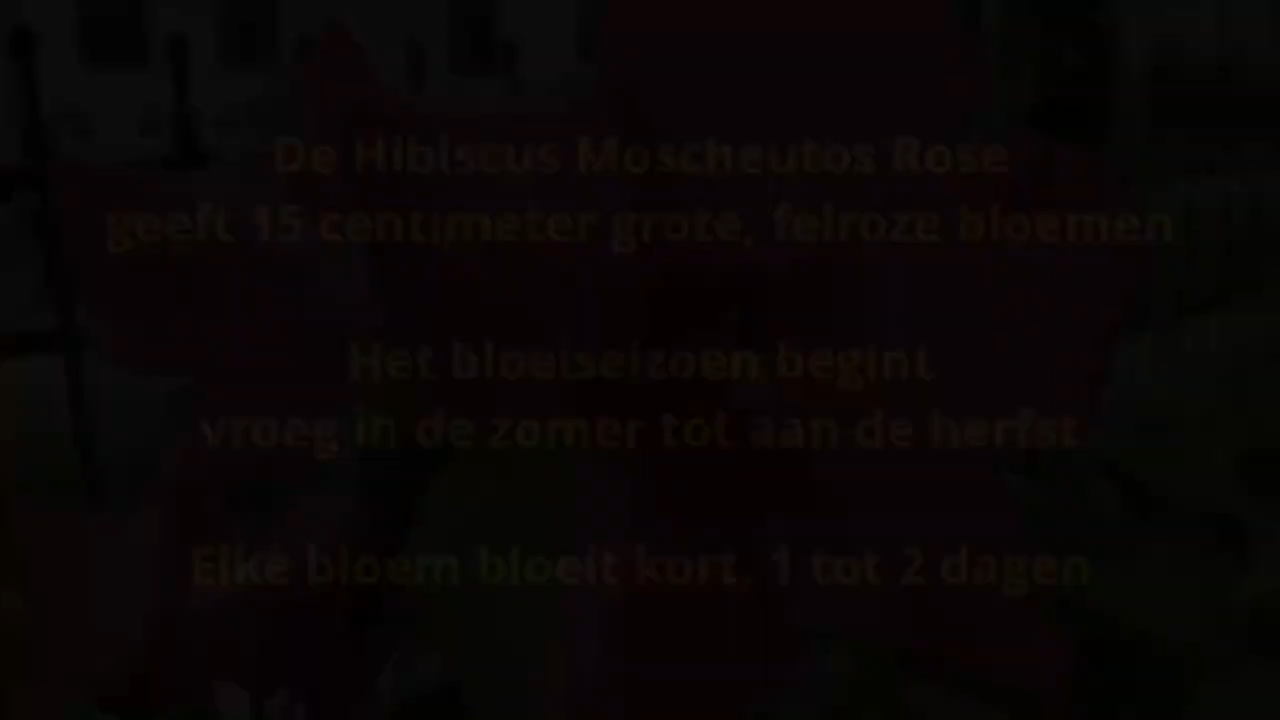 De Hibiscus Moscheutos Rose
geeft 15 centimeter grote, felroze bloemen
Het bloeiseizoen begint
vroeg in de zomer tot aan de herfst
Elke bloem bloeit kort, 1 tot 2 dagen